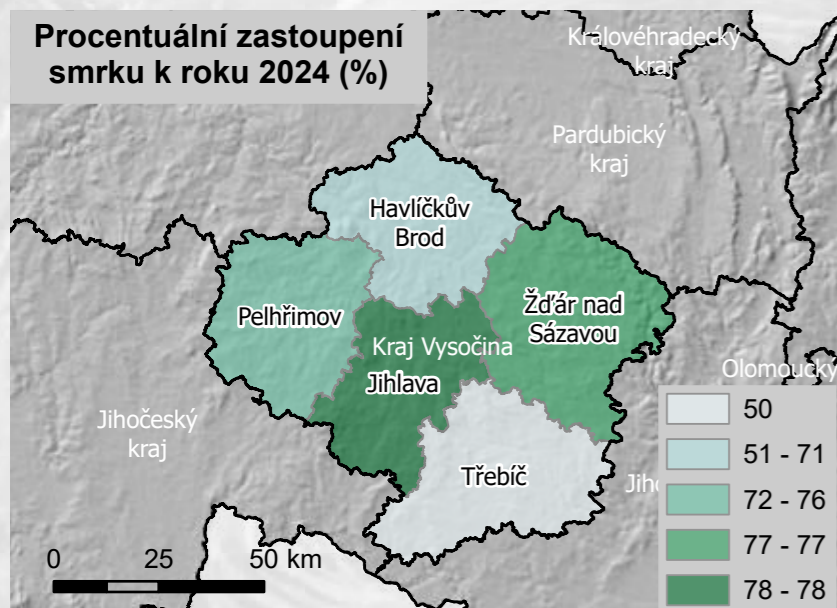 Procentuální zastoupení
smrku k roku 2024 (%)
Královéhradecký
kraj
Pardubický
kraj
Havlíčkův
Brod
Pelhřimov
Žďár nad
Sázavou
Kraj Vysočina
Jihlava
Olomoucký
Jihočeský
kraj
Třebíč
50
51 - 71
72 - 76
77 - 77
78 - 78
0 25 50 km